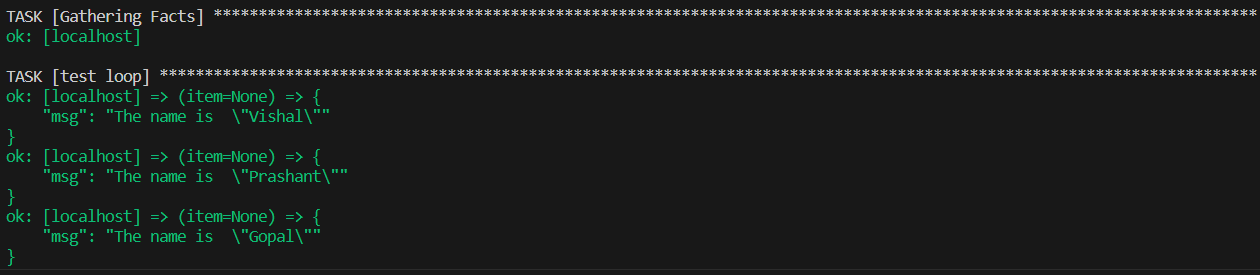 TASK [Gathering Facts] ********************************************************************************************************************
ok: [localhost]
TASK [test loop] **************************************************************************************************************************
ok: [localhost] => (item=None) => {
    "msg": "The name is  \"Vishal\""
}
ok: [localhost] => (item=None) => {
    "msg": "The name is  \"Prashant\""
}
ok: [localhost] => (item=None) => {
    "msg": "The name is  \"Gopal\""
}